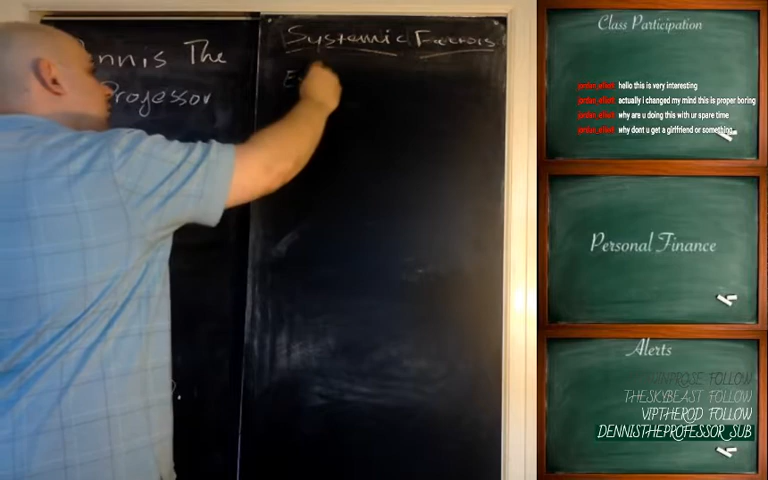 Dennis The
Professor
Systemic Factors
Class Participation
hello this is very interesting
actually i changed my mind this is proper boring
why are u doing this with ur spare time
why dont u get a girlfriend or something
Personal Finance
Alerts
FOLLOW
THESKYBEAST FOLLOW
VIPTHEROD FOLLOW
DENNISTHEPROFESSOR SUB